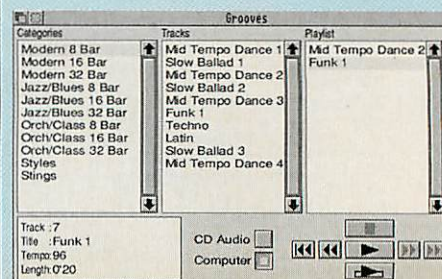 Grooves
Categories
Modern 8 Bar
Modern 16 Bar
Modern 32 Bar
Jazz/Blues 8 Bar
Jazz/Blues 16 Bar
Jazz/Blues 32 Bar
Orch/Class 8 Bar
Orch/Class 16 Bar
Orch/Class 32 Bar
Styles
Stings
Tracks
Mid Tempo Dance 1
Slow Ballad 1
Mid Tempo Dance 2
Slow Ballad 2
Mid Tempo Dance 3
Funk 1
Techno
Latin
Slow Ballad 3
Mid Tempo Dance 4
Playlist
Mid Tempo Dance 2
Funk 1
Track :7
Title :Funk 1
Tempo:96
Length:0'20
CD Audio
Computer